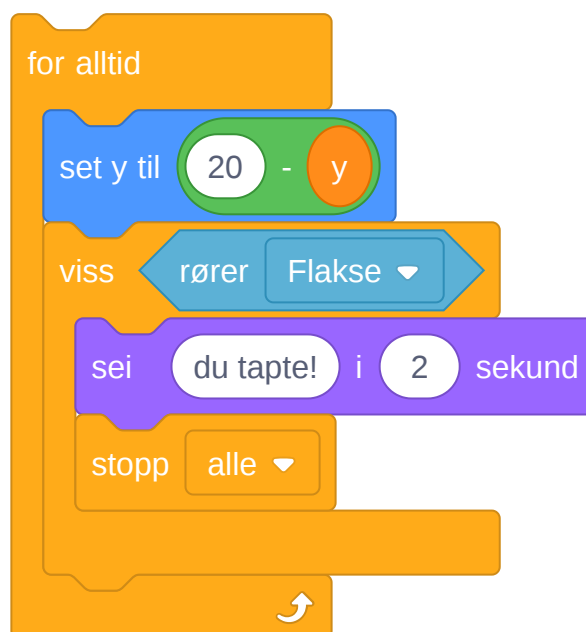 for alltid
set y til 20 - y
viss rører Flakse
sei du tapte! i 2 sekund
stopp alle